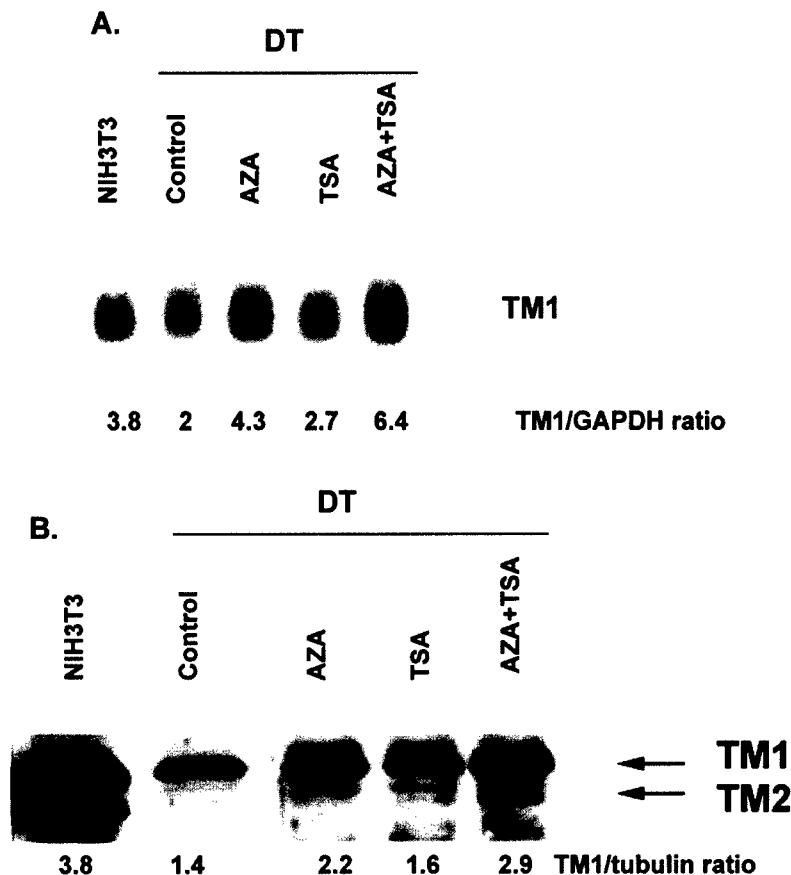 A.
DT
NIH3T3 Control AZA TSA AZA+TSA
TM1
3.8 2 4.3 2.7 6.4 TM1/GAPDH ratio
DT
B.
NIH3T3 Control AZA TSA AZA+TSA
TM1
TM2
3.8 1.4 2.2 1.6 2.9 TM1/tubulin ratio